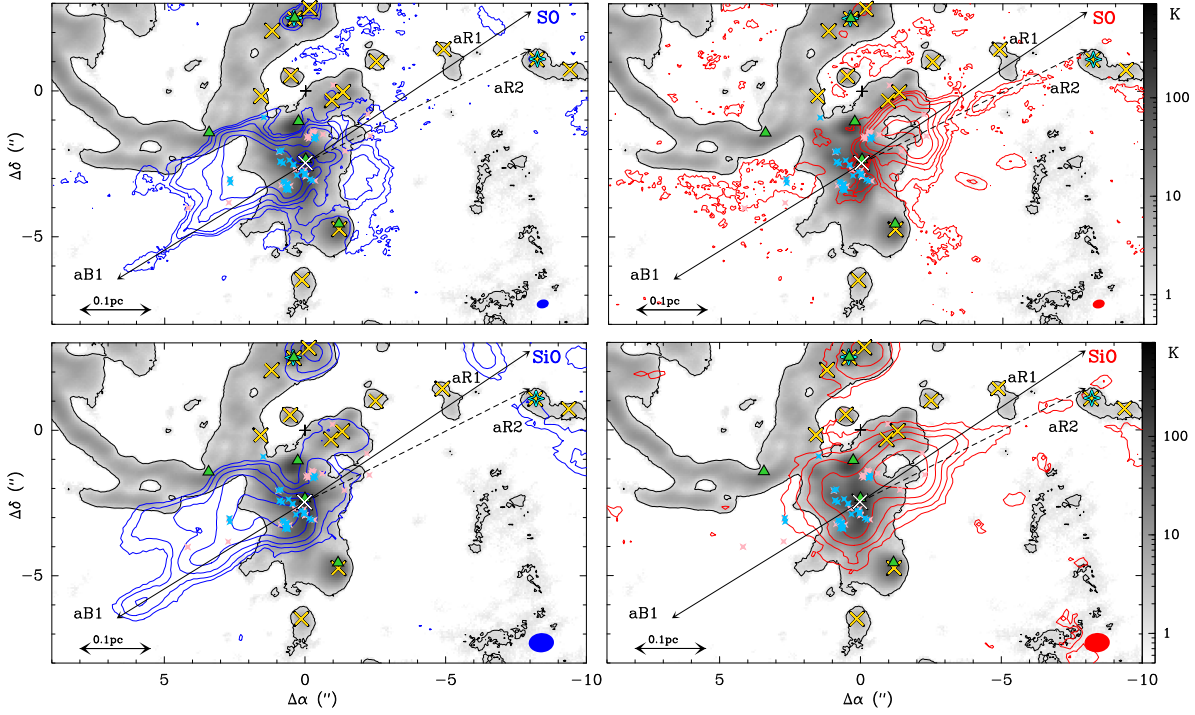 SO
aR1
aR2
aB1
0.1pc
0
−5
Δδ (″)
SO
aR1
aR2
aB1
0.1pc
K
100
10
1
SiO
aR1
aR2
aB1
0.1pc
0
−5
Δδ (″)
5
0
−5
−10
Δα (″)
SiO
aR1
aR2
aB1
0.1pc
K
100
10
1
5
0
−5
−10
Δα (″)